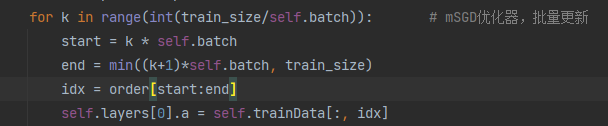 for k in range(int(train_size/self.batch)):        # mSGD优化器，批量更新
    start = k * self.batch
    end = min((k+1)*self.batch, train_size)
    idx = order[start:end]
    self.layers[0].a = self.trainData[:, idx]